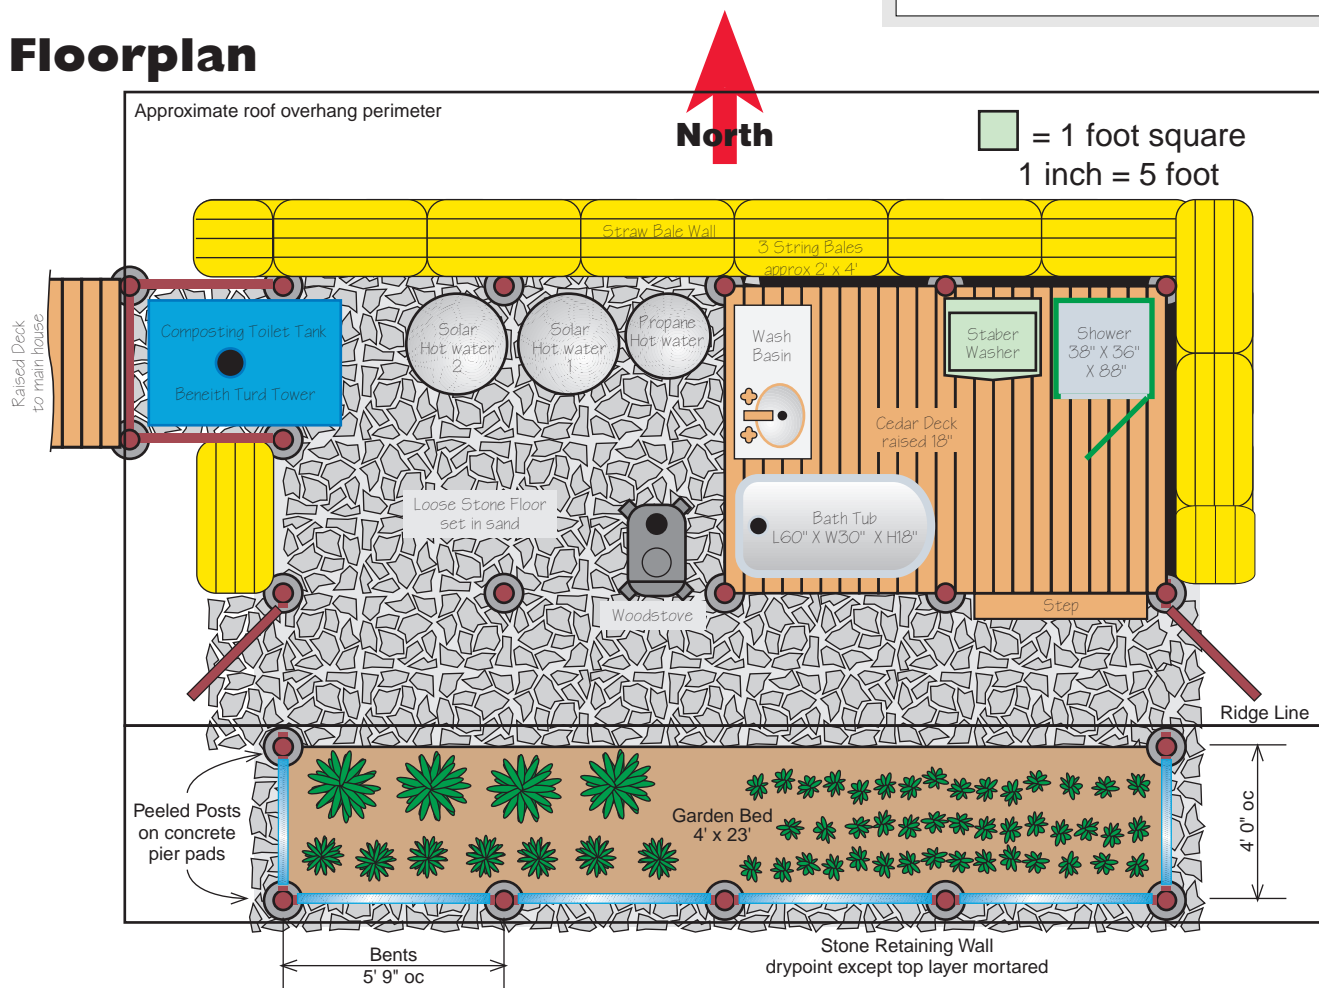 Floorplan
Approximate roof overhang perimeter
North
= 1 foot square
1 inch = 5 foot
Straw Bale Wall
3 String Bales
approx 2' x 4'
Raised Deck
to main house
Composting Toilet Tank
Beneith Turd Tower
Solar
Hot water
2
Solar
Hot water
1
Propane
Hot water
Wash
Basin
Staber
Washer
Shower
38" X 36"
X 88"
Cedar Deck
raised 18"
Loose Stone Floor
set in sand
Bath Tub
L60" X W30" X H18"
Woodstove
Step
Ridge Line
Peeled Posts
on concrete
pier pads
Garden Bed
4' x 23'
4' 0" oc
Bents
5' 9" oc
Stone Retaining Wall
drypoint except top layer mortared